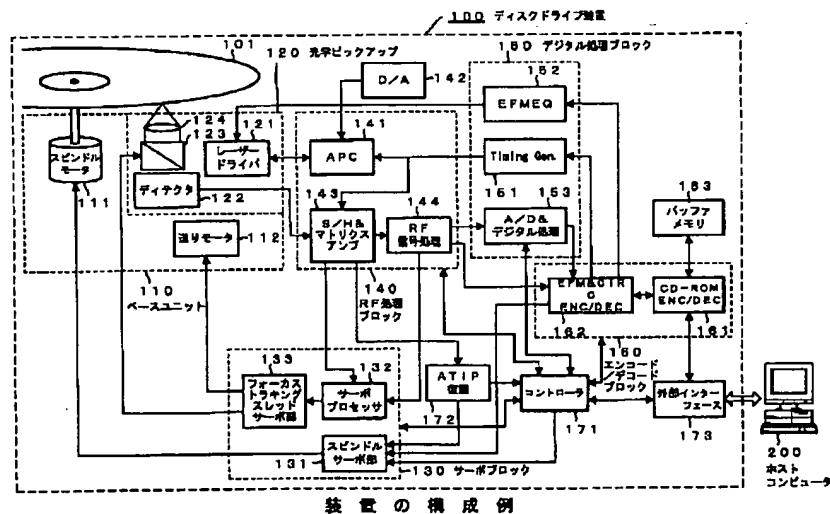 100 ディスクドライブ装置
101
120 光学ピックアップ
150 デジタル処理ブロック
D/A
142
152
EFMEQ
124
123
121
レーザー
ドライバ
141
APC
Timing Gen.
151
スピンドル
モータ
111
ディテクタ
122
143
S/H&
マトリクス
アンプ
144
RF
信号処理
153
A/D&
デジタル処理
163
バッファ
メモリ
送りモータ
112
110
ベースユニット
140
RF処理
ブロック
EFM&CIR
C
ENC/DEC
162
CD-ROM
ENC/DEC
161
160
エンコード
/デコード
ブロック
133
フォーカス
トラキング
スレッド
サーボ部
132
サーボ
プロセッサ
ATIP
復調
172
コントローラ
171
外部インター
フェース
173
スピンドル
サーボ部
131
130 サーボブロック
200
ホスト
コンピュータ
装置の構成例